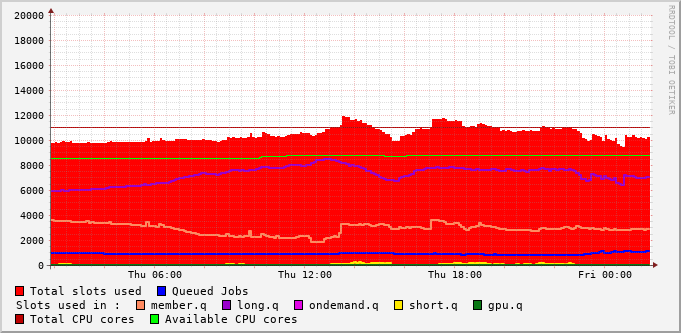 20000
18000
16000
14000
12000
10000
8000
6000
4000
2000
0
Thu 06:00 Thu 12:00 Thu 18:00 Fri 00:00
RRDTOOL / TOBI OETIKER
Total slots used Queued Jobs
Slots used in : member.q long.q ondemand.q short.q gpu.q
Total CPU cores Available CPU cores